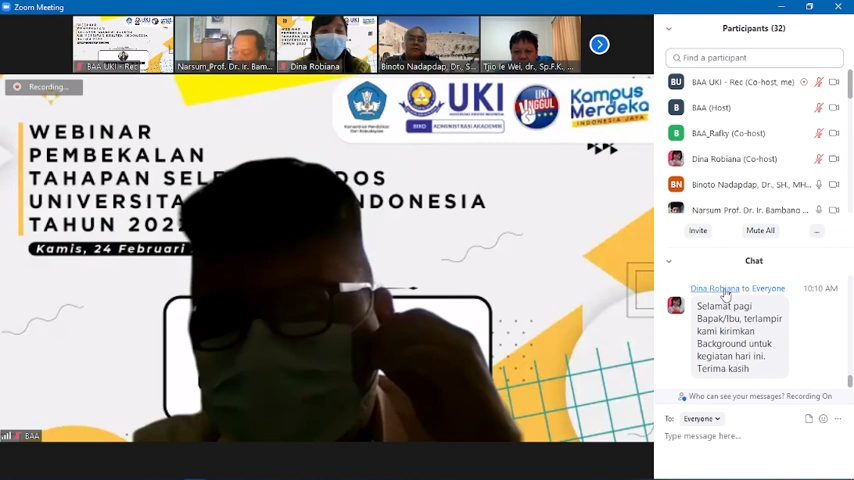 Zoom Meeting
BAA UKI - Rec
Narsum_Prof. Dr. Ir. Bam...
Dina Robiana
Binoto Nadapdap, Dr., S...
Tjio Ie Wei, dr., Sp.F.K., ...
Recording...
UKI
BIRO ADMINISTRASI AKADEMIK
UKI
UNGGUL
Kampus
Merdeka
INDONESIA JAYA
WEBINAR
PEMBEKALAN
TAHAPAN SELE DOS
UNIVERSITA NDONESIA
TAHUN 202
Kamis, 24 Februari
BAA
Participants (32)
Find a participant
BU BAA UKI - Rec (Co-host, me)
B BAA (Host)
B BAA_Rafky (Co-host)
Dina Robiana (Co-host)
BN Binoto Nadapdap, Dr., SH., MH...
Narsum Prof. Dr. Ir. Bambang ...
Invite
Mute All
...
Chat
Dina Robiana to Everyone 10:10 AM
Selamat pagi
Bapak/Ibu, terlampir
kami kirimkan
Background untuk
kegiatan hari ini.
Terima kasih
Who can see your messages? Recording On
To: Everyone
Type message here...